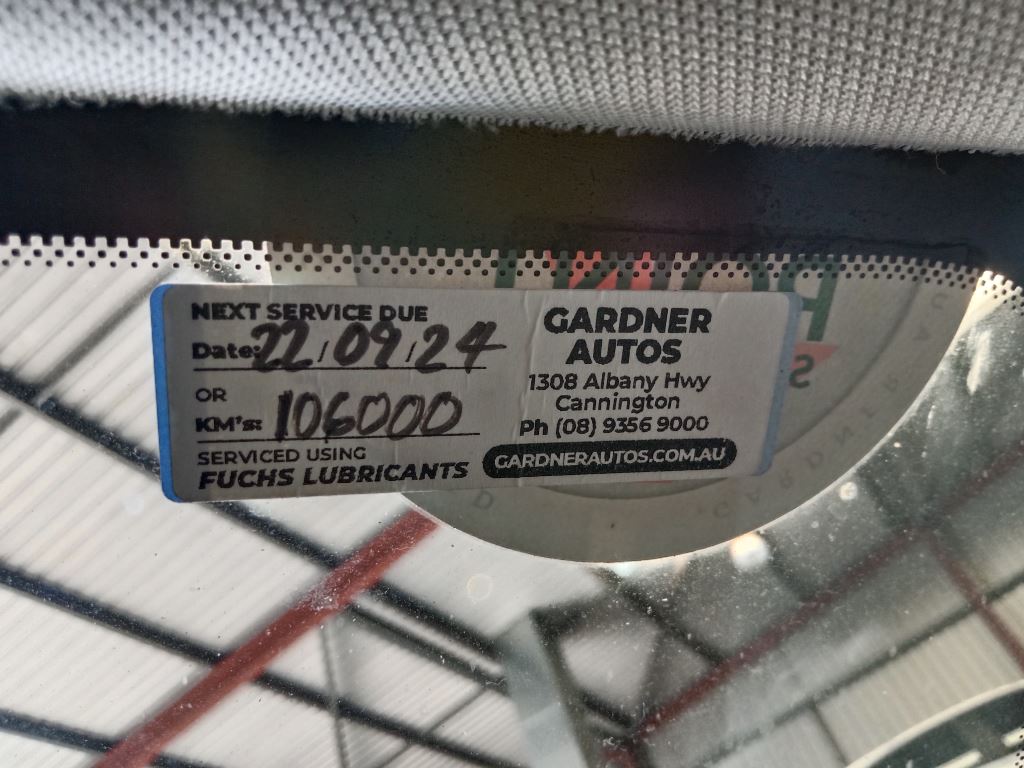 NEXT SERVICE DUE
Date: 22/09/24
OR
KM's: 106000
SERVICED USING
FUCHS LUBRICANTS
GARDNER
AUTOS
1308 Albany Hwy
Cannington
Ph (08) 9356 9000
GARDNERAUTOS.COM.AU